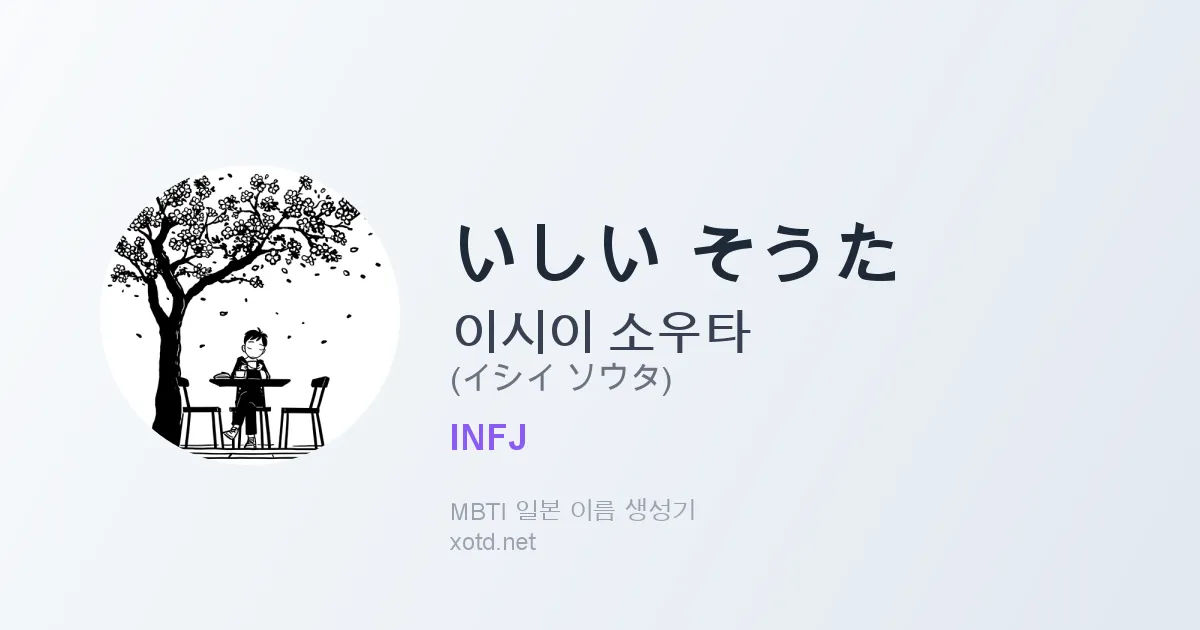 いしい そうた
이시이 소우타
(イシイ ソウタ)
INFJ
MBTI 일본 이름 생성기
xotd.net